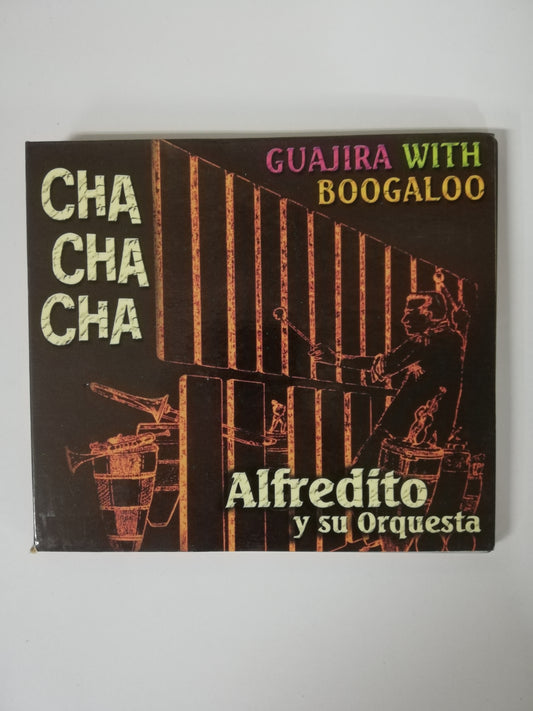 CHA
CHA
CHA
GUAJIRA WITH
BOOGALOO
Alfredito
y su Orquesta